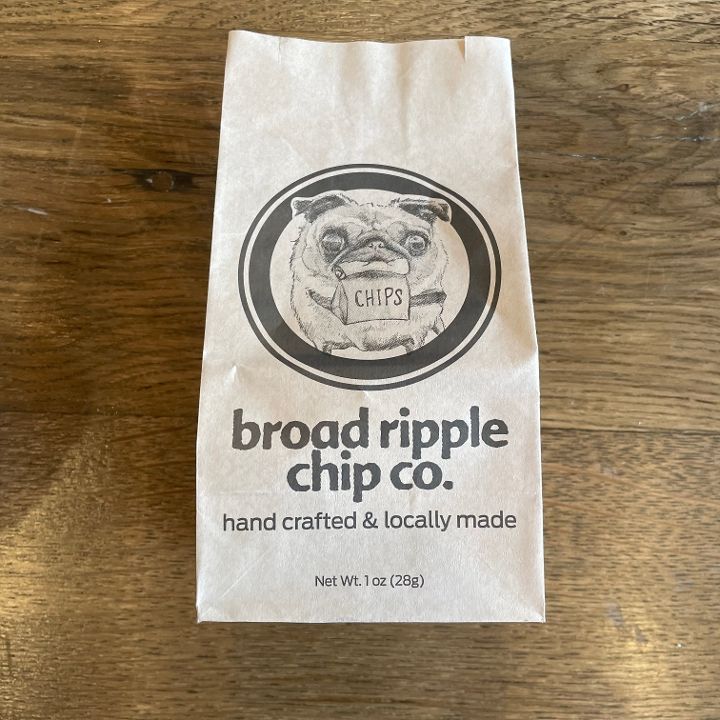 CHIPS
broad ripple
chip co.
hand crafted & locally made
Net Wt. 1 oz (28g)